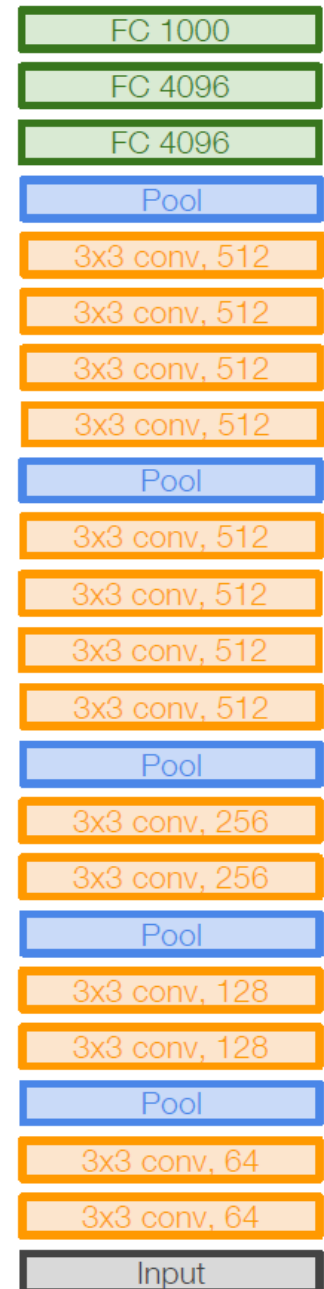 FC 1000
FC 4096
FC 4096
Pool
3x3 conv, 512
3x3 conv, 512
3x3 conv, 512
3x3 conv, 512
Pool
3x3 conv, 512
3x3 conv, 512
3x3 conv, 512
3x3 conv, 512
Pool
3x3 conv, 256
3x3 conv, 256
Pool
3x3 conv, 128
3x3 conv, 128
Pool
3x3 conv, 64
3x3 conv, 64
Input